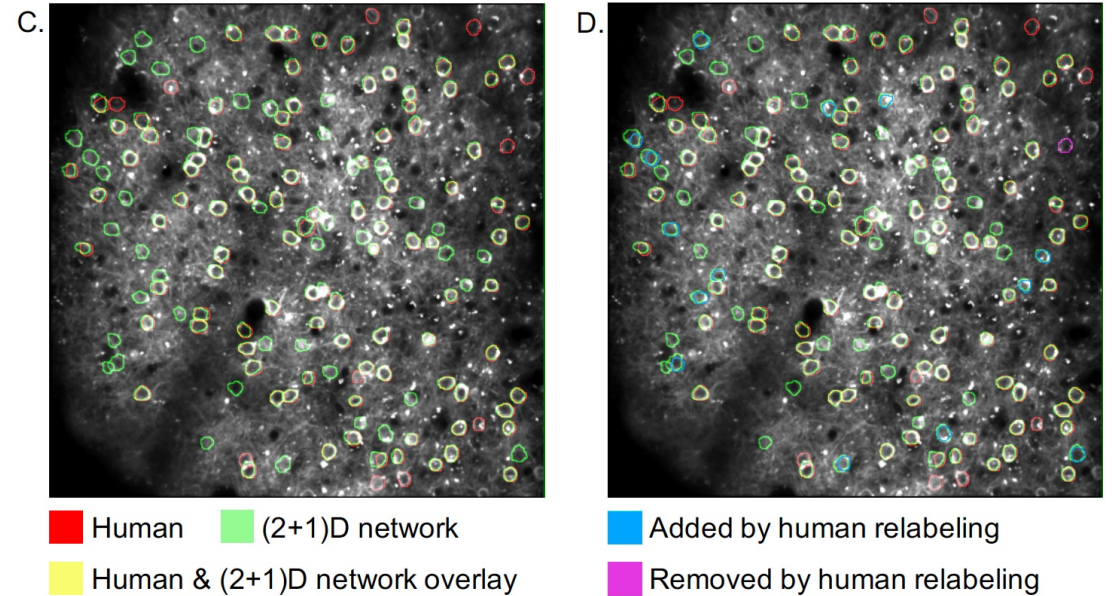 C.
D.
Human
(2+1)D network
Human & (2+1)D network overlay
Added by human relabeling
Removed by human relabeling